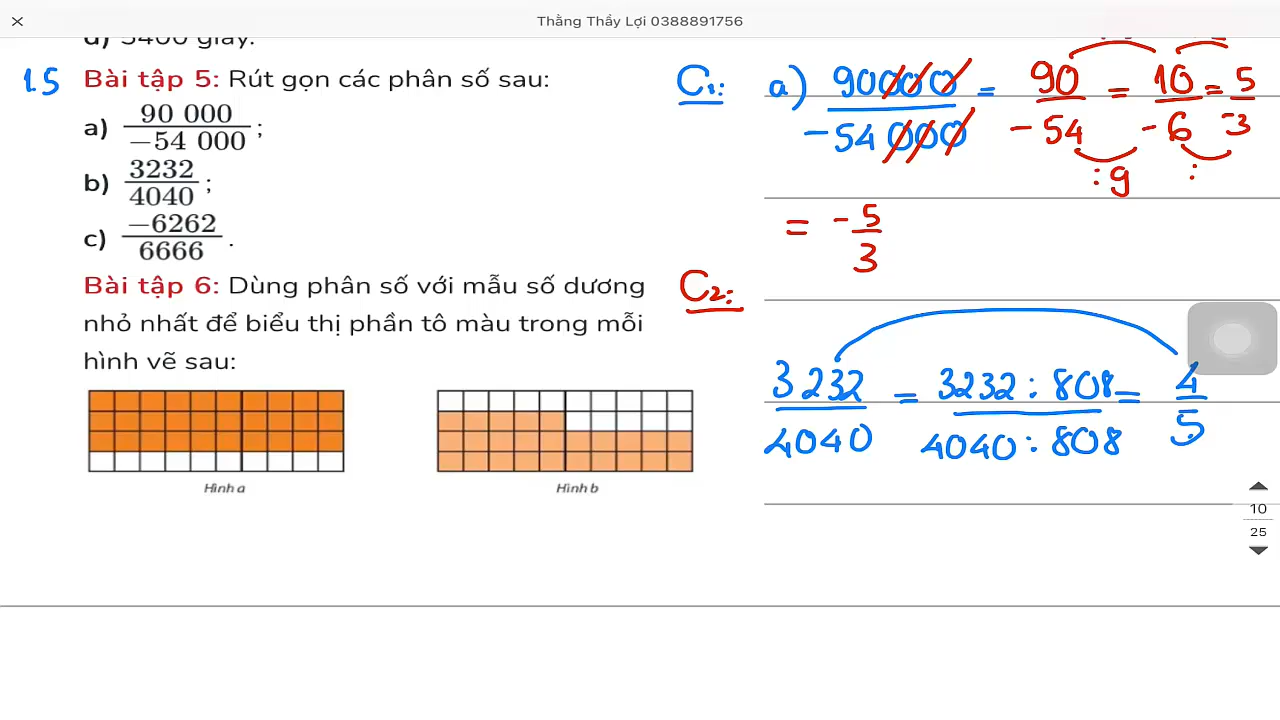 Thằng Thầy Lợi 0388891756
d) 5400 giây.
1.5
Bài tập 5: Rút gọn các phân số sau:
a) 90 000 / −54 000 ;
b) 3232 / 4040 ;
c) −6262 / 6666 .
Bài tập 6: Dùng phân số với mẫu số dương
nhỏ nhất để biểu thị phần tô màu trong mỗi
hình vẽ sau:
Hình a
Hình b
C1: a) 90000 / −54000 = 90 / −54 = 10 / −6 = 5 / −3
:9 :
= −5 / 3
C2:
3232 / 4040 = 3232 : 808 / 4040 : 808 = 4 / 5
10
25